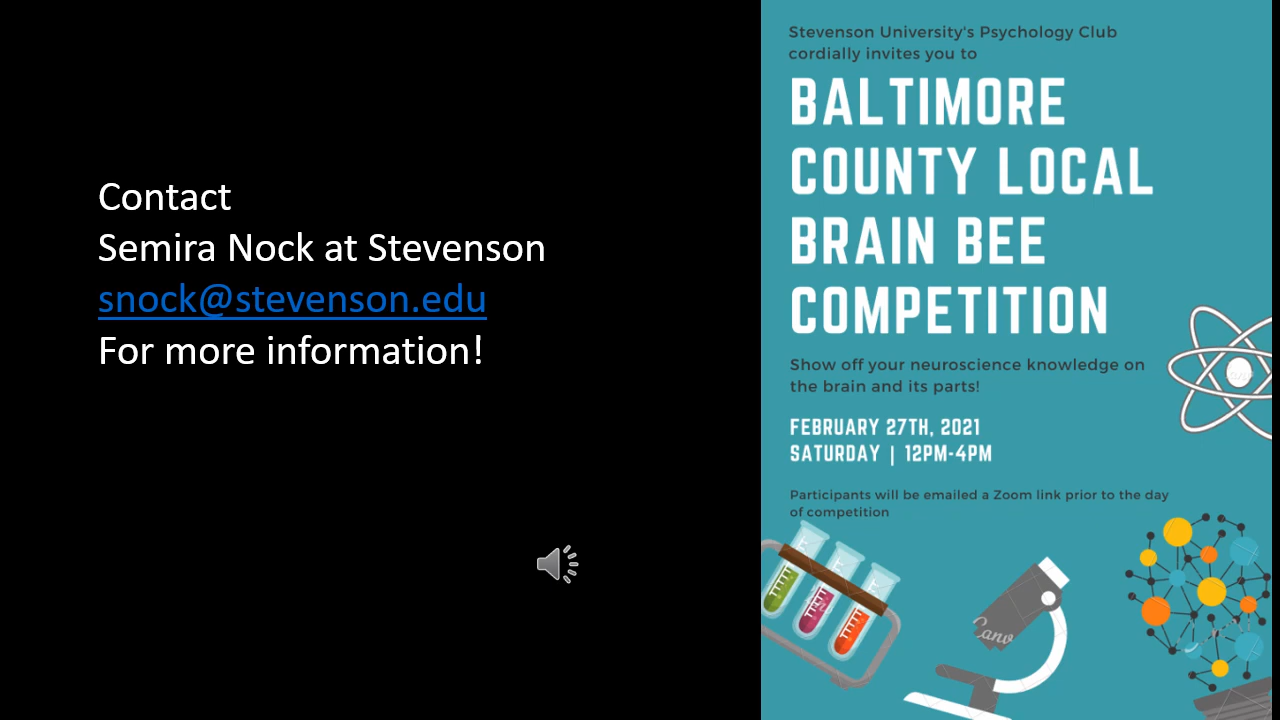 Contact
Semira Nock at Stevenson
snock@stevenson.edu
For more information!
Stevenson University's Psychology Club
cordially invites you to
BALTIMORE
COUNTY LOCAL
BRAIN BEE
COMPETITION
Show off your neuroscience knowledge on
the brain and its parts!
FEBRUARY 27TH, 2021
SATURDAY | 12PM-4PM
Participants will be emailed a Zoom link prior to the day
of competition